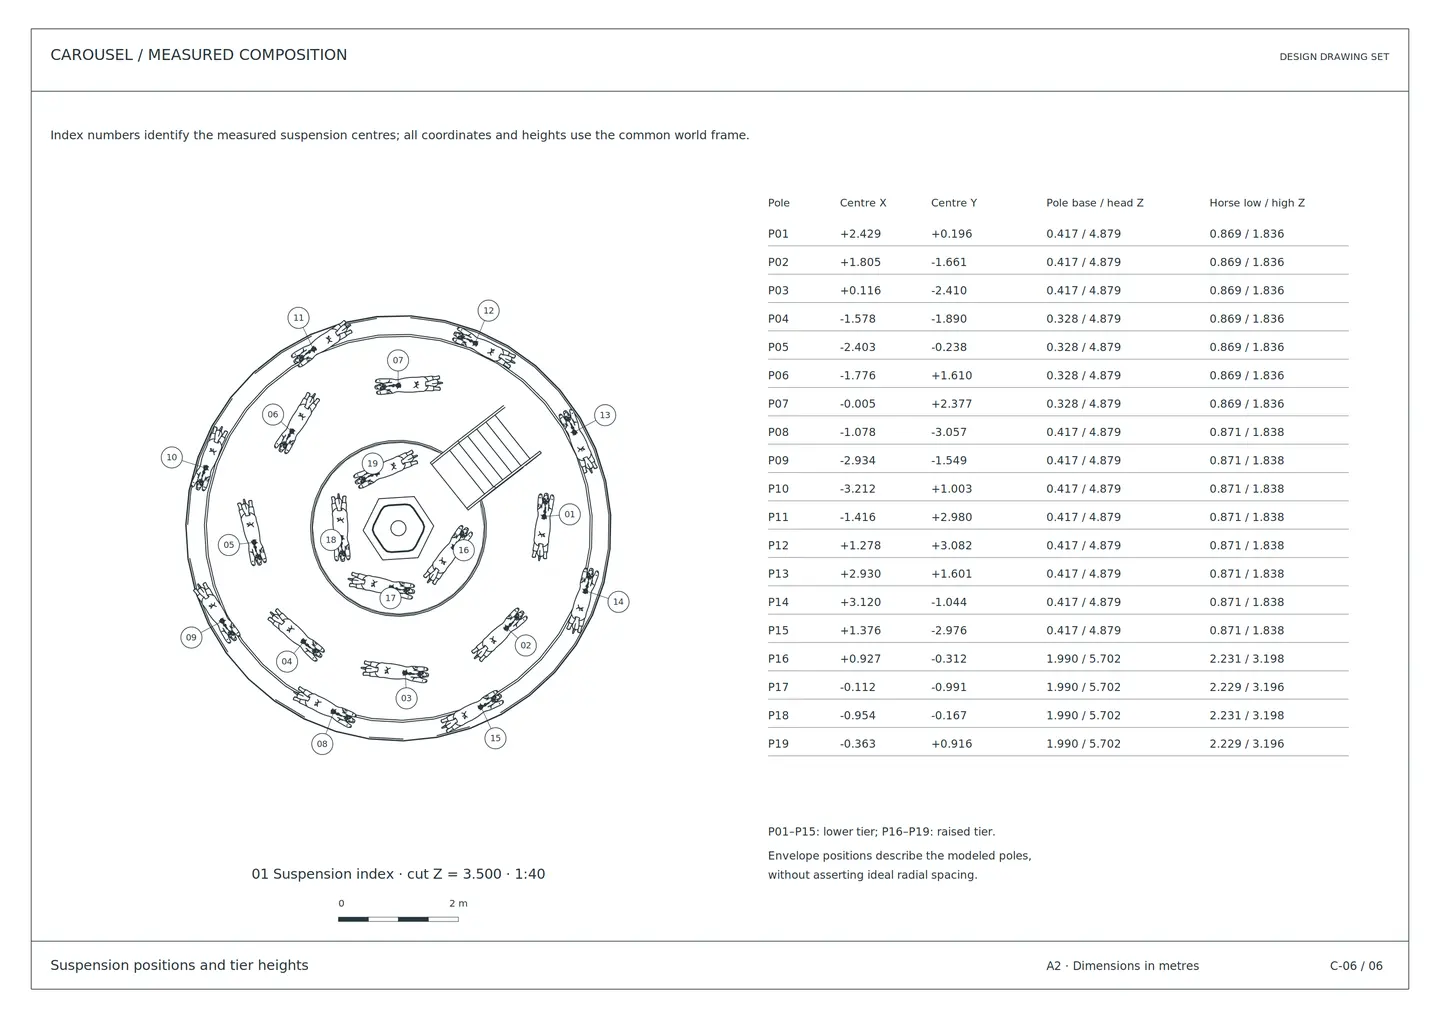 CAROUSEL / MEASURED COMPOSITION
DESIGN DRAWING SET
Index numbers identify the measured suspension centres; all coordinates and heights use the common world frame.
Pole Centre X Centre Y Pole base / head Z Horse low / high Z
P01 +2.429 +0.196 0.417 / 4.879 0.869 / 1.836
P02 +1.805 -1.661 0.417 / 4.879 0.869 / 1.836
P03 +0.116 -2.410 0.417 / 4.879 0.869 / 1.836
P04 -1.578 -1.890 0.328 / 4.879 0.869 / 1.836
P05 -2.403 -0.238 0.328 / 4.879 0.869 / 1.836
P06 -1.776 +1.610 0.328 / 4.879 0.869 / 1.836
P07 -0.005 +2.377 0.328 / 4.879 0.869 / 1.836
P08 -1.078 -3.057 0.417 / 4.879 0.871 / 1.838
P09 -2.934 -1.549 0.417 / 4.879 0.871 / 1.838
P10 -3.212 +1.003 0.417 / 4.879 0.871 / 1.838
P11 -1.416 +2.980 0.417 / 4.879 0.871 / 1.838
P12 +1.278 +3.082 0.417 / 4.879 0.871 / 1.838
P13 +2.930 +1.601 0.417 / 4.879 0.871 / 1.838
P14 +3.120 -1.044 0.417 / 4.879 0.871 / 1.838
P15 +1.376 -2.976 0.417 / 4.879 0.871 / 1.838
P16 +0.927 -0.312 1.990 / 5.702 2.231 / 3.198
P17 -0.112 -0.991 1.990 / 5.702 2.229 / 3.196
P18 -0.954 -0.167 1.990 / 5.702 2.231 / 3.198
P19 -0.363 +0.916 1.990 / 5.702 2.229 / 3.196
P01–P15: lower tier; P16–P19: raised tier.
Envelope positions describe the modeled poles,
without asserting ideal radial spacing.
12
11
07
06
13
10
19
01
18
05
16
17
14
09
02
04
03
15
08
01 Suspension index · cut Z = 3.500 · 1:40
0 2 m
Suspension positions and tier heights
A2 · Dimensions in metres
C-06 / 06